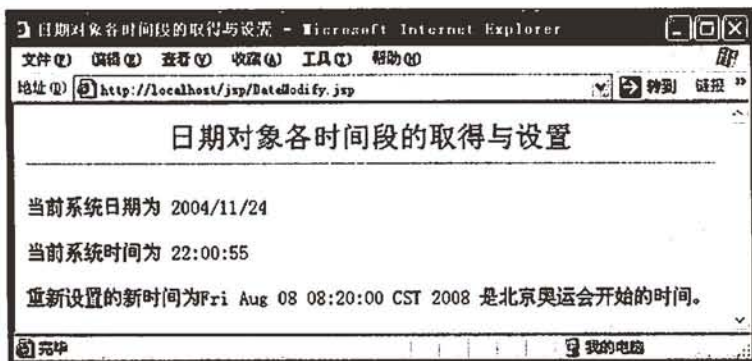 日期对象各时间段的取得与设置 - Microsoft Internet Explorer
文件(F) 编辑(E) 查看(V) 收藏(A) 工具(T) 帮助(H)
地址(D) http://localhost/jsp/DateModify.jsp 转到 链接 »
日期对象各时间段的取得与设置
当前系统日期为 2004/11/24
当前系统时间为 22:00:55
重新设置的新时间为Fri Aug 08 08:20:00 CST 2008 是北京奥运会开始的时间。
完毕 我的电脑